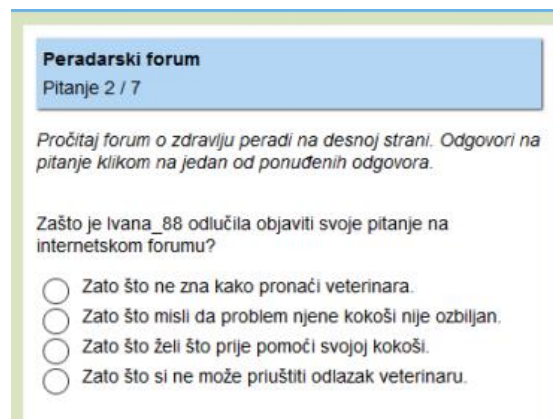 Peradarski forum
Pitanje 2 / 7
Pročitaj forum o zdravlju peradi na desnoj strani. Odgovori na
pitanje klikom na jedan od ponuđenih odgovora.
Zašto je Ivana_88 odlučila objaviti svoje pitanje na
internetskom forumu?
Zato što ne zna kako pronaći veterinara.
Zato što misli da problem njene kokoši nije ozbiljan.
Zato što želi što prije pomoći svojoj kokoši.
Zato što si ne može priuštiti odlazak veterinaru.